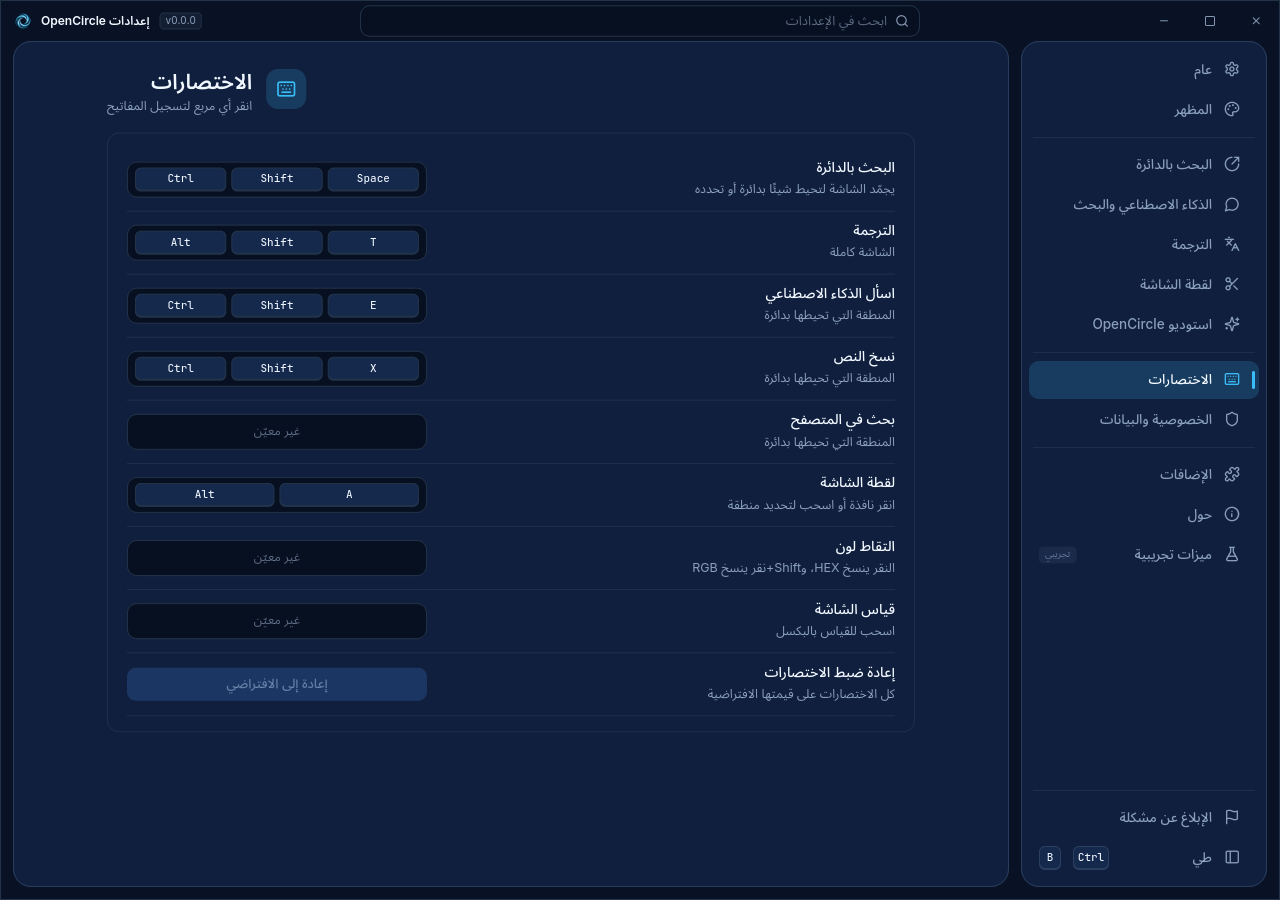 إعدادات OpenCircle
v0.0.0
ابحث في الإعدادات
عام
المظهر
البحث بالدائرة
الذكاء الاصطناعي والبحث
الترجمة
لقطة الشاشة
استوديو OpenCircle
الاختصارات
الخصوصية والبيانات
الإضافات
حول
ميزات تجريبية
تجريبي
الإبلاغ عن مشكلة
طي
Ctrl B
الاختصارات
انقر أي مربع لتسجيل المفاتيح
البحث بالدائرة
يجمّد الشاشة لتحيط شيئًا بدائرة أو تحدده
Ctrl Shift Space
الترجمة
الشاشة كاملة
Alt Shift T
اسأل الذكاء الاصطناعي
المنطقة التي تحيطها بدائرة
Ctrl Shift E
نسخ النص
المنطقة التي تحيطها بدائرة
Ctrl Shift X
بحث في المتصفح
المنطقة التي تحيطها بدائرة
غير معيّن
لقطة الشاشة
انقر نافذة أو اسحب لتحديد منطقة
Alt A
التقاط لون
النقر ينسخ HEX، وShift+نقر ينسخ RGB
غير معيّن
قياس الشاشة
اسحب للقياس بالبكسل
غير معيّن
إعادة ضبط الاختصارات
كل الاختصارات على قيمتها الافتراضية
إعادة إلى الافتراضي